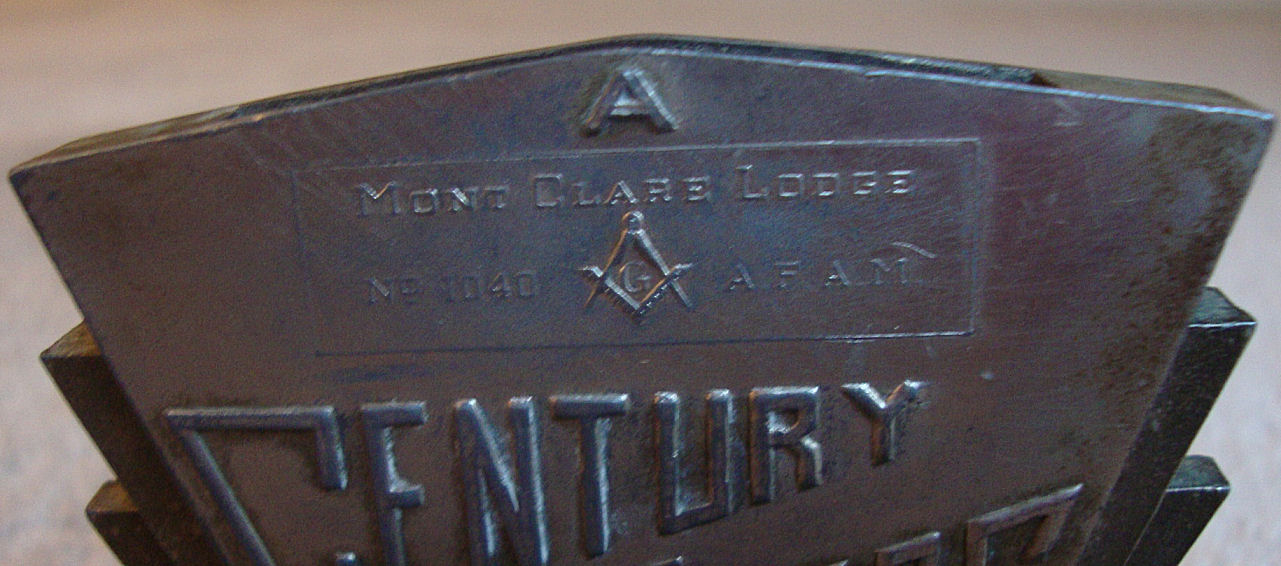 A
MONT CLARE LODGE
No 1040 G A.F. A.M.
CENTURY